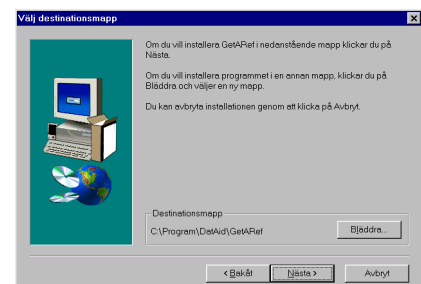 Välj destinationsmapp
Om du vill installera GetARef i nedanstående mapp klickar du på
Nästa.
Om du vill installera programmet i en annan mapp, klickar du på
Bläddra och väljer en ny mapp.
Du kan avbryta installationen genom att klicka på Avbryt.
Destinationsmapp
C:\Program\DatAid\GetARef
Bläddra...
< Bakåt
Nästa >
Avbryt